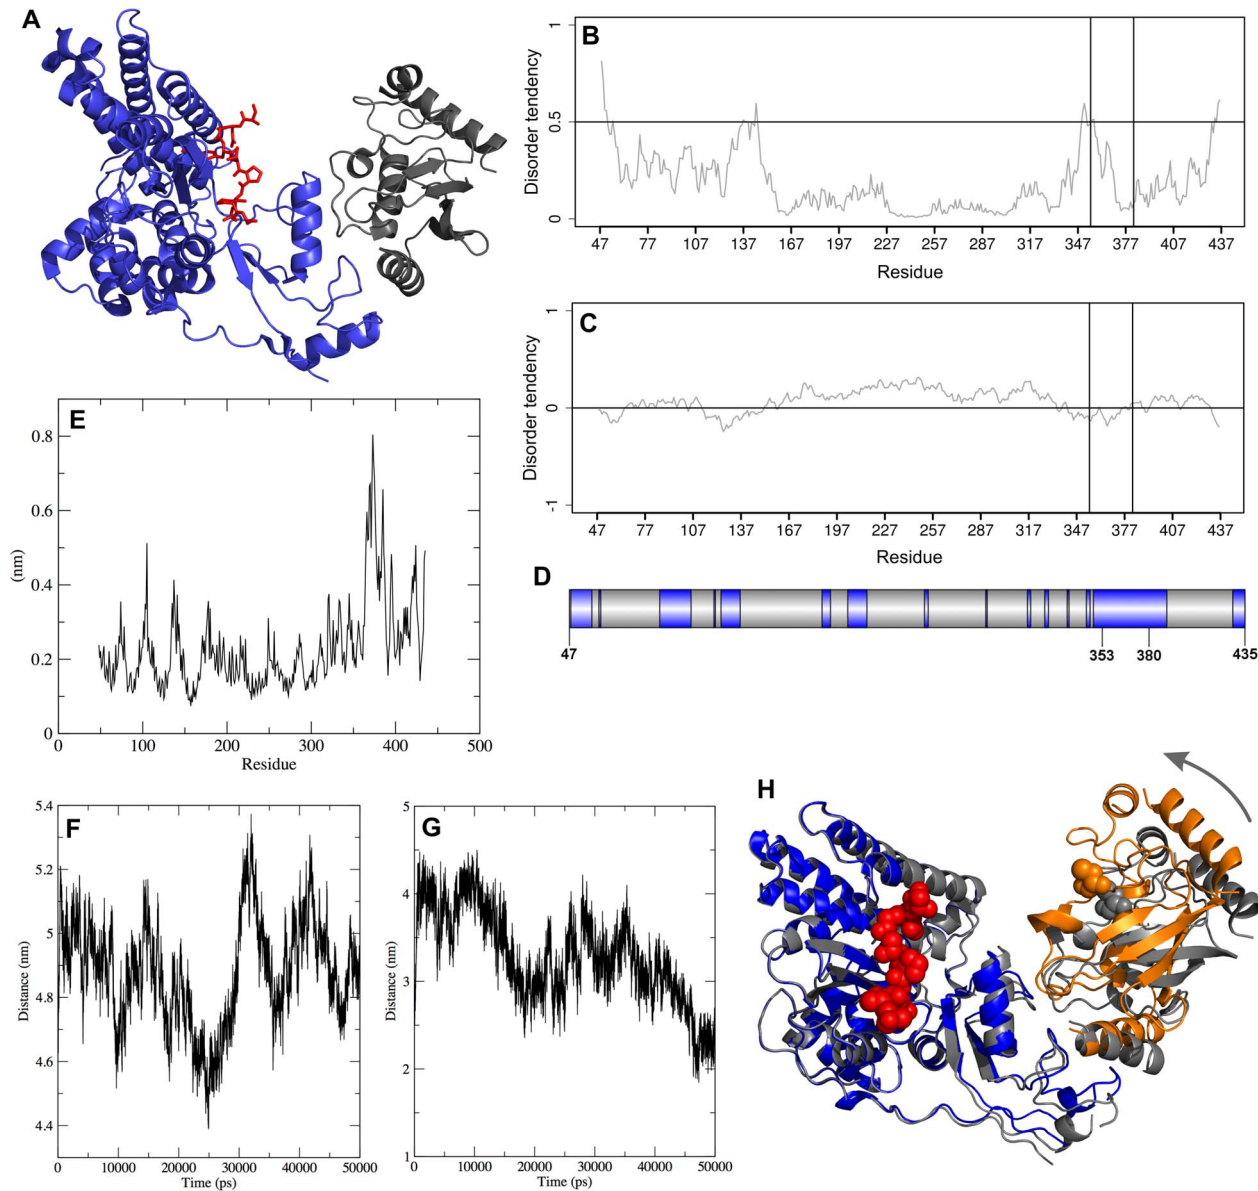 A
B
Disorder tendency
1
0.5
0
47 77 107 137 167 197 227 257 287 317 347 377 407 437
Residue
C
Disorder tendency
1
0
-1
47 77 107 137 167 197 227 257 287 317 347 377 407 437
Residue
D
47 353 380 435
E
(nm)
0.8
0.6
0.4
0.2
0
0 100 200 300 400 500
Residue
F
Distance (nm)
5.4
5.2
5
4.8
4.6
4.4
0 10000 20000 30000 40000 50000
Time (ps)
G
Distance (nm)
5
4
3
2
1
0 10000 20000 30000 40000 50000
Time (ps)
H